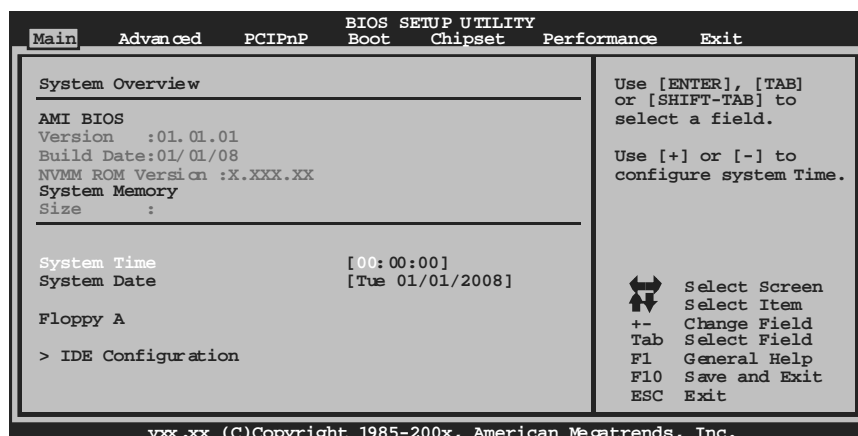 BIOS SETUP UTILITY
Main Advanced PCIPnP Boot Chipset Performance Exit
System Overview
AMI BIOS
Version :01.01.01
Build Date:01/01/08
NVMM ROM Version :X.XXX.XX
System Memory
Size :
System Time [00:00:00]
System Date [Tue 01/01/2008]
Floppy A
> IDE Configuration
Use [ENTER], [TAB]
or [SHIFT-TAB] to
select a field.
Use [+] or [-] to
configure system Time.
Select Screen
Select Item
+- Change Field
Tab Select Field
F1 General Help
F10 Save and Exit
ESC Exit
vxx.xx (C)Copyright 1985-200x, American Megatrends, Inc.